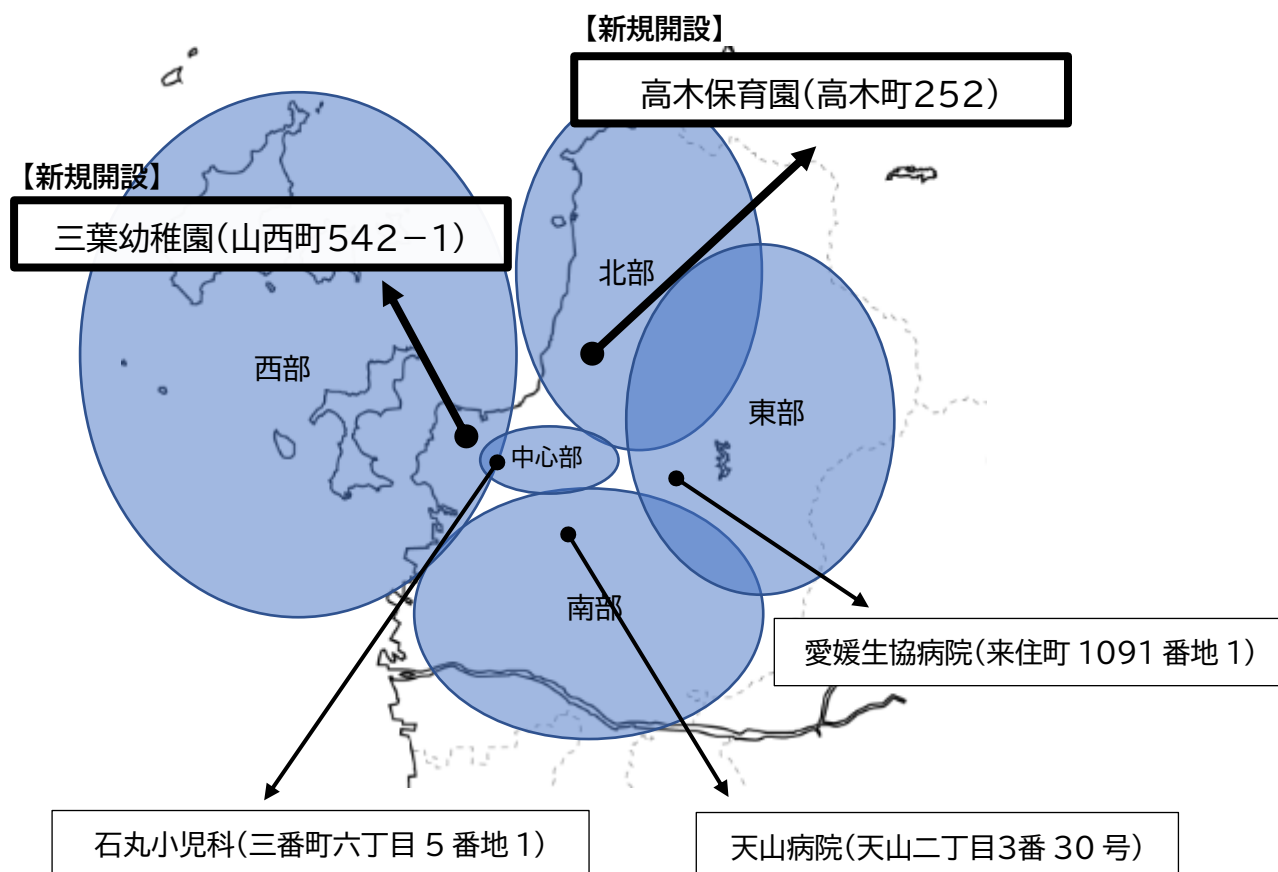 【新規開設】
高木保育園(高木町252)
【新規開設】
三葉幼稚園(山西町542－1)
北部
西部
東部
中心部
南部
愛媛生協病院(来住町 1091 番地 1)
石丸小児科(三番町六丁目 5 番地 1)
天山病院(天山二丁目3番 30 号)